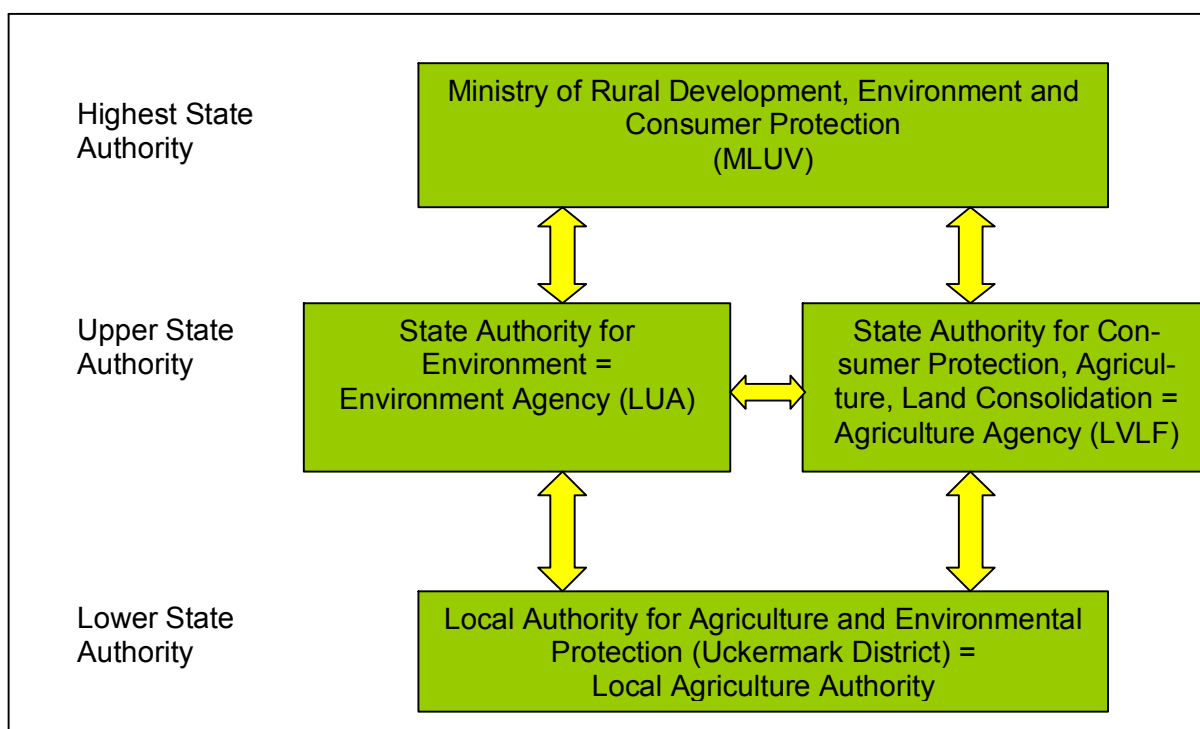 Highest State
Authority
Ministry of Rural Development, Environment and
Consumer Protection
(MLUV)
Upper State
Authority
State Authority for
Environment =
Environment Agency (LUA)
State Authority for Con-
sumer Protection, Agricul-
ture, Land Consolidation =
Agriculture Agency (LVLF)
Lower State
Authority
Local Authority for Agriculture and Environmental
Protection (Uckermark District) =
Local Agriculture Authority